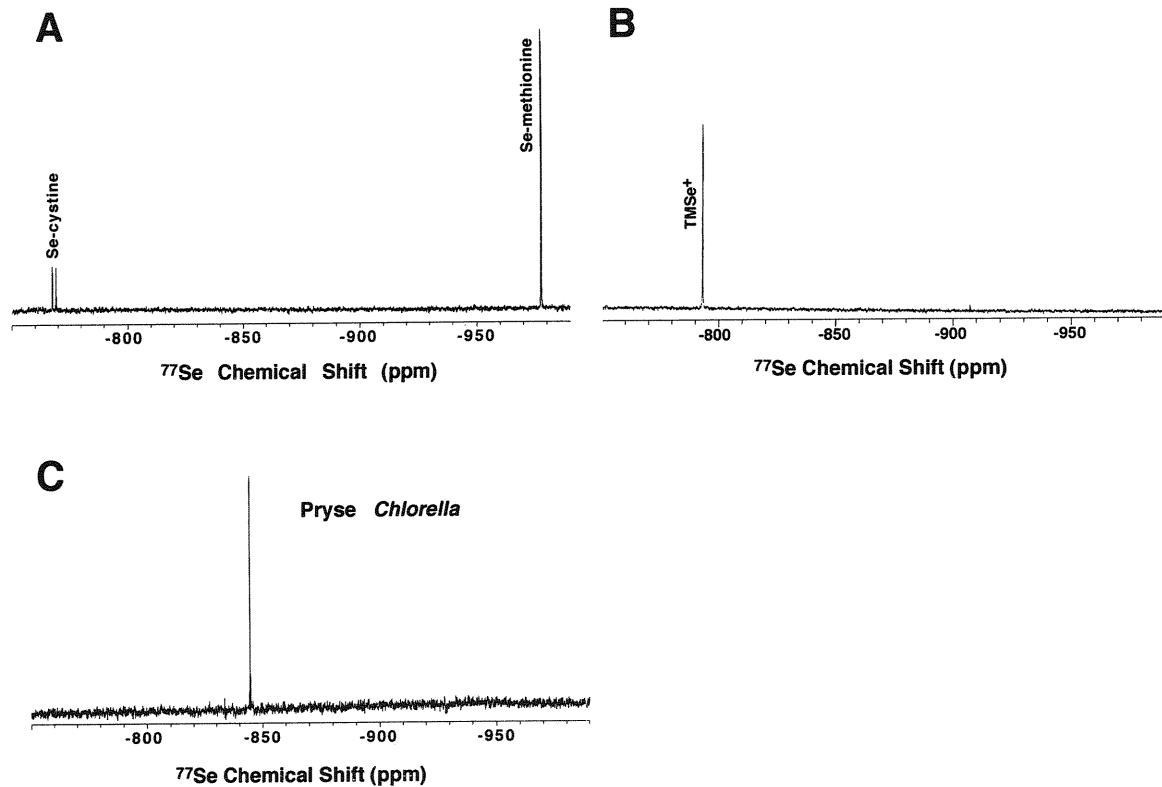 A
Se-cystine
Se-methionine
-800 -850 -900 -950
77Se Chemical Shift (ppm)
B
TMSe+
-800 -850 -900 -950
77Se Chemical Shift (ppm)
C
Pryse Chlorella
-800 -850 -900 -950
77Se Chemical Shift (ppm)